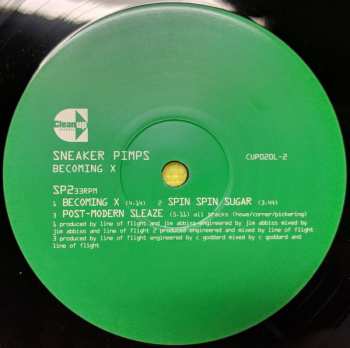 Clean up
SNEAKER PIMPS
BECOMING X
CUP020L-2
SP2 33RPM
1 BECOMING X (4:14) 2 SPIN SPIN SUGAR (3:44)
3 POST-MODERN SLEAZE (5:11) all tracks (howe/corner/pickering)
1 produced by line of flight and jim abbiss engineered by jim abbiss mixed by
jim abbiss and line of flight 2 produced engineered and mixed by line of flight
3 produced by line of flight engineered by c goddard mixed by c goddard and
line of flight